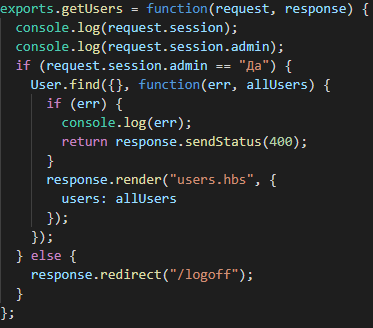 exports.getUsers = function(request, response) {
  console.log(request.session);
  console.log(request.session.admin);
  if (request.session.admin == "Да") {
    User.find({}, function(err, allUsers) {
      if (err) {
        console.log(err);
        return response.sendStatus(400);
      }
      response.render("users.hbs", {
        users: allUsers
      });
    });
  } else {
    response.redirect("/logoff");
  }
};